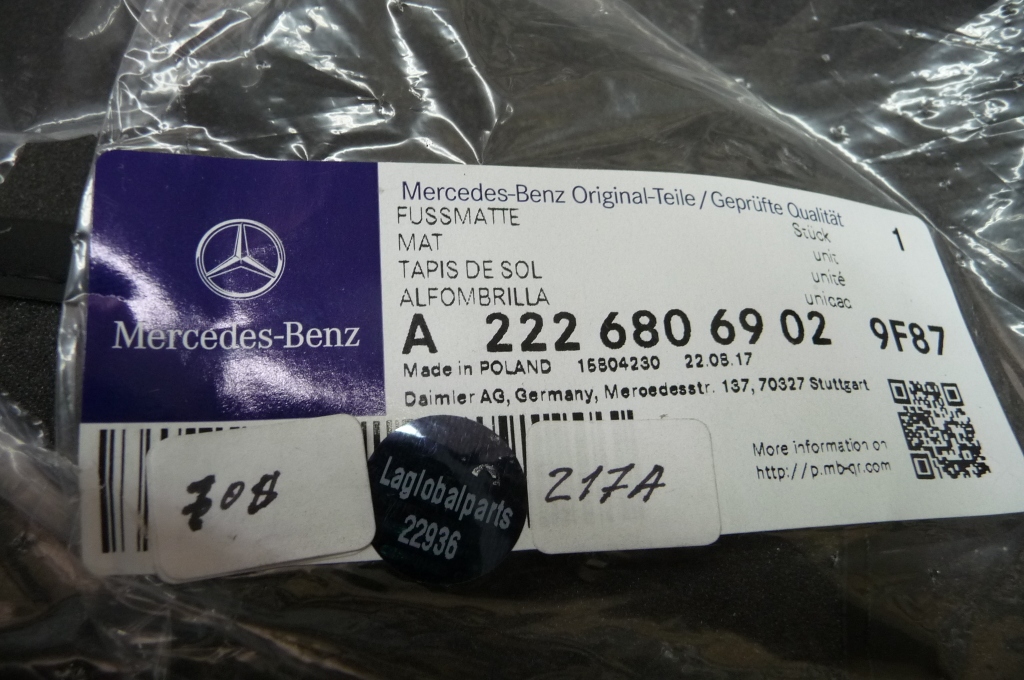 Mercedes-Benz
Mercedes-Benz Original-Teile / Geprüfte Qualität
FUSSMATTE Stück 1
MAT unit
TAPIS DE SOL unité
ALFOMBRILLA unicac
A 222 680 69 02 9F87
Made in POLAND 15804230 22.08.17
Daimler AG, Germany, Mercedesstr. 137, 70327 Stuttgart
More information on
http://p.mb-qr.com
Laglobalparts
22936
217A